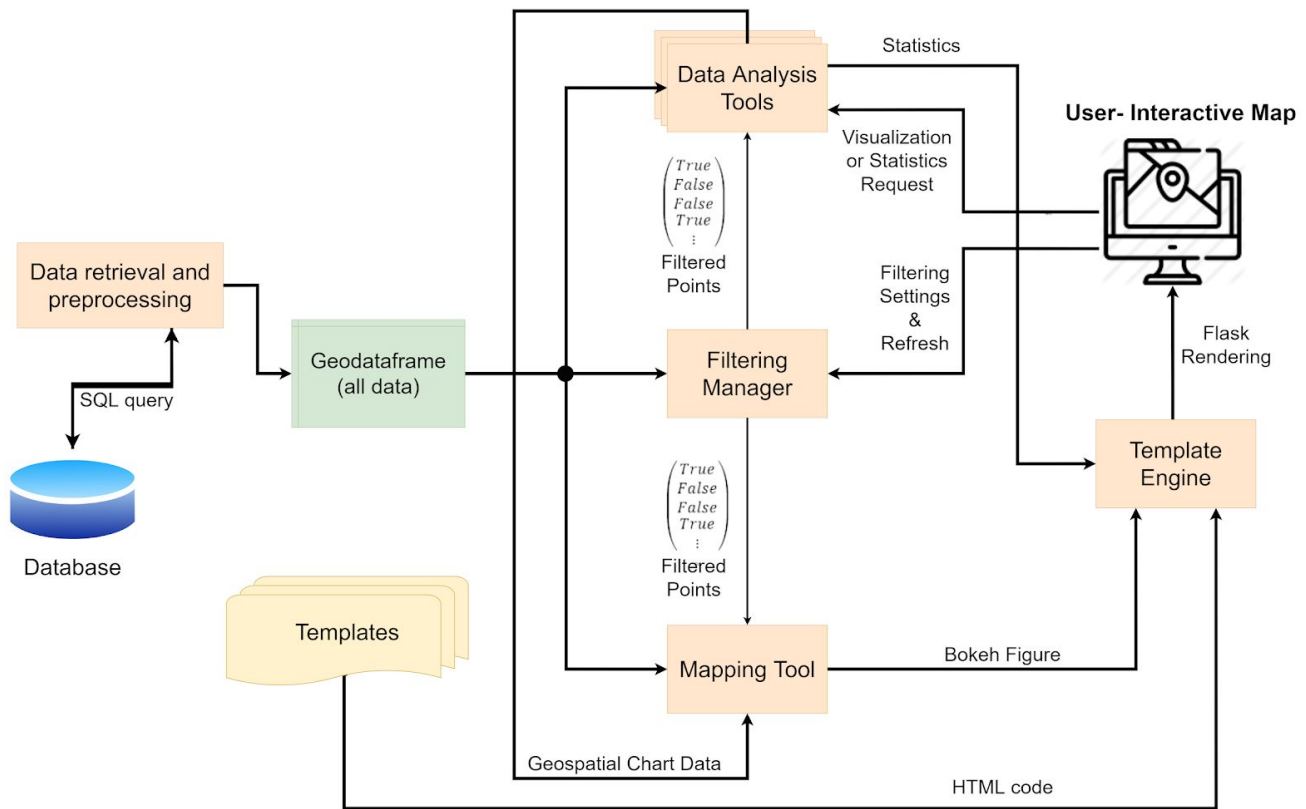 Statistics
Data Analysis
Tools
User- Interactive Map
Visualization
or Statistics
Request
True
False
False
True
⋮
Filtered
Points
Data retrieval and
preprocessing
Filtering
Settings
&
Refresh
Flask
Rendering
Geodataframe
(all data)
Filtering
Manager
SQL query
Template
Engine
True
False
False
True
⋮
Filtered
Points
Database
Templates
Mapping Tool
Bokeh Figure
Geospatial Chart Data
HTML code